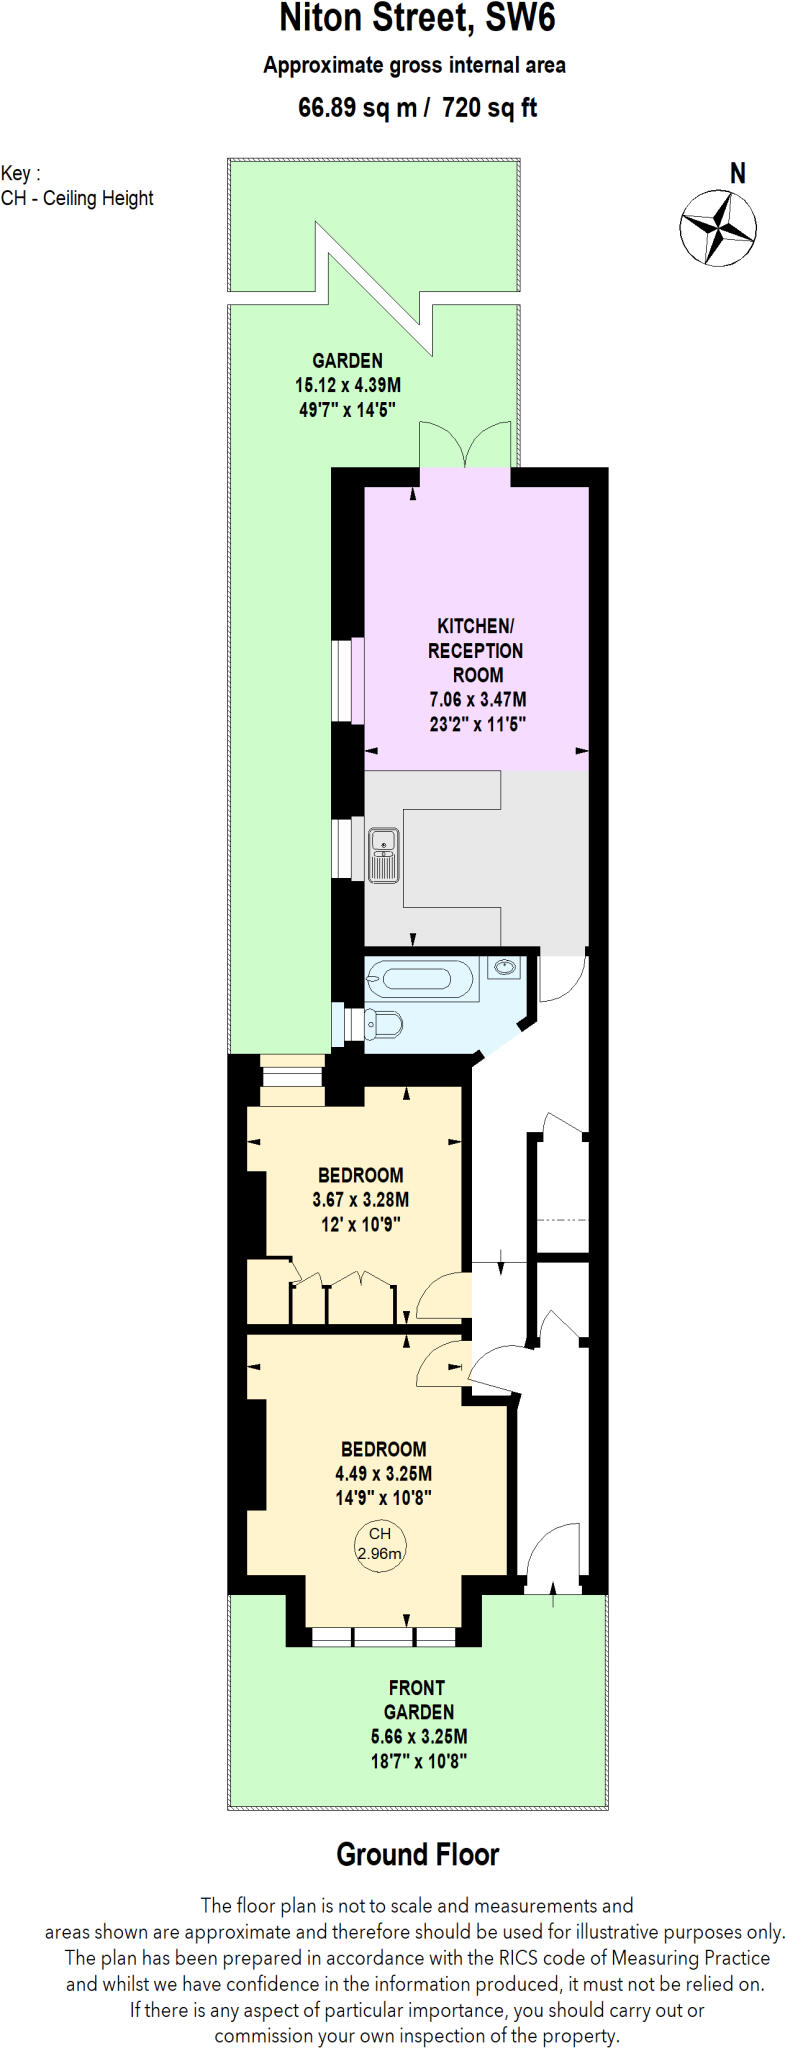 Niton Street, SW6
Approximate gross internal area
66.89 sq m / 720 sq ft
Key :
CH - Ceiling Height
N
GARDEN
15.12 x 4.39M
49'7" x 14'5"
KITCHEN/
RECEPTION
ROOM
7.06 x 3.47M
23'2" x 11'5"
BEDROOM
3.67 x 3.28M
12' x 10'9"
BEDROOM
4.49 x 3.25M
14'9" x 10'8"
CH
2.96m
FRONT
GARDEN
5.66 x 3.25M
18'7" x 10'8"
Ground Floor
The floor plan is not to scale and measurements and
areas shown are approximate and therefore should be used for illustrative purposes only.
The plan has been prepared in accordance with the RICS code of Measuring Practice
and whilst we have confidence in the information produced, it must not be relied on.
If there is any aspect of particular importance, you should carry out or
commission your own inspection of the property.